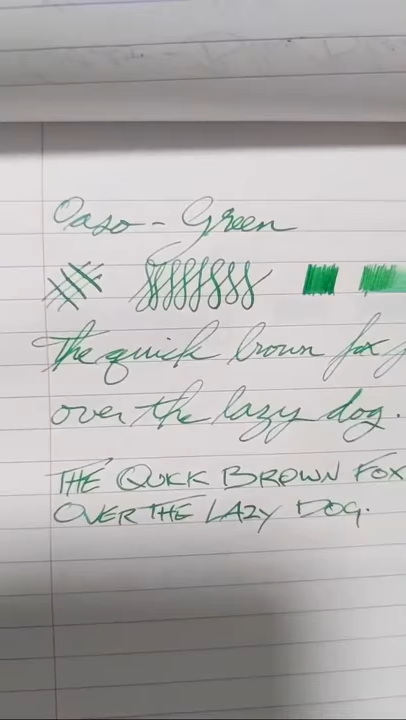 Oaso - Green
The quick brown fox
over the lazy dog.
THE QUICK BROWN FOX
OVER THE LAZY DOG.